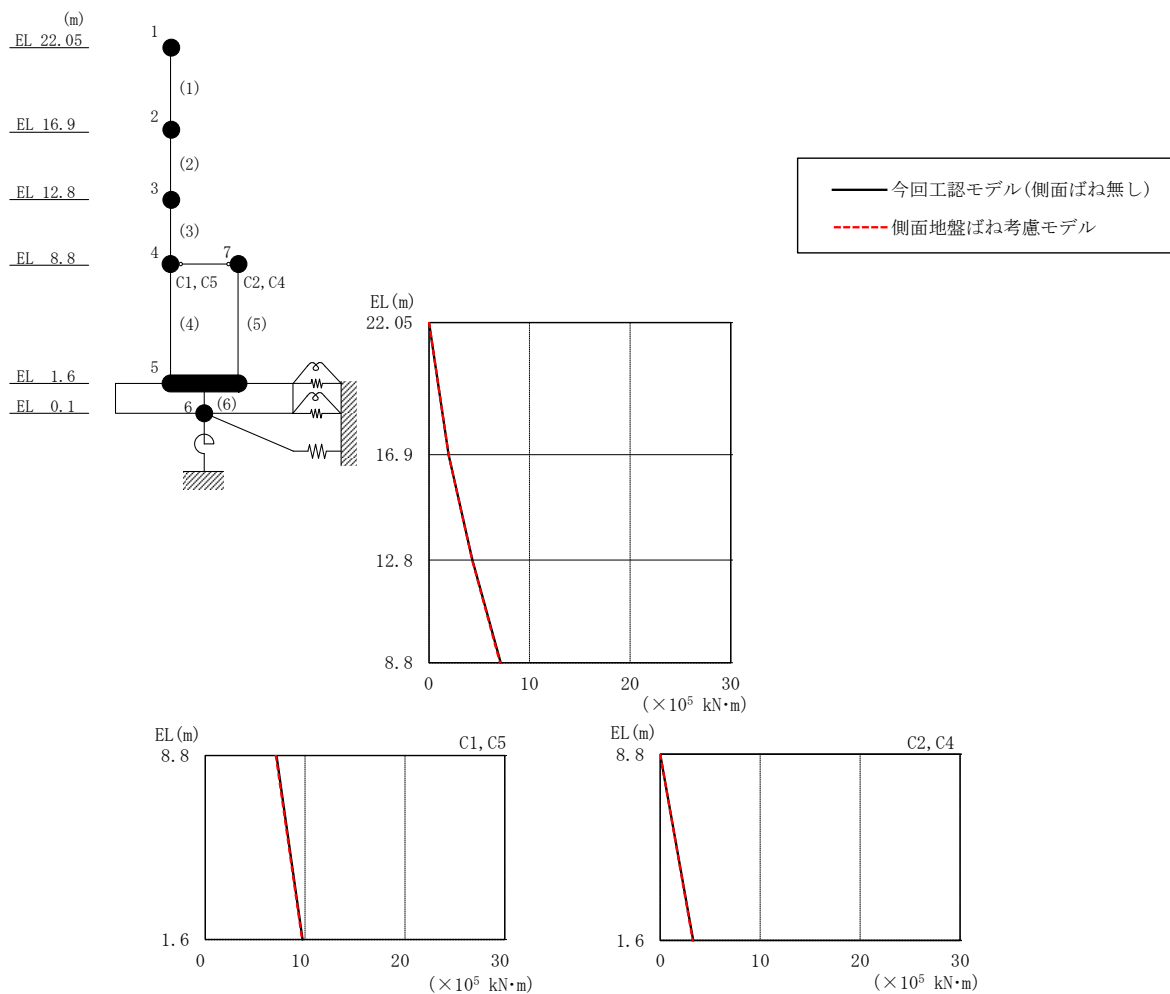 (m)
EL 22.05
EL 16.9
EL 12.8
EL 8.8
EL 1.6
EL 0.1
1
(1)
2
(2)
3
(3)
4
7
C1,C5
C2,C4
(4)
(5)
5
6
(6)
今回工認モデル(側面ばね無し)
側面地盤ばね考慮モデル
EL(m)
22.05
16.9
12.8
8.8
0 10 20 30
(×10⁵ kN·m)
EL(m)
C1,C5
8.8
1.6
0 10 20 30
(×10⁵ kN·m)
EL(m)
C2,C4
8.8
1.6
0 10 20 30
(×10⁵ kN·m)